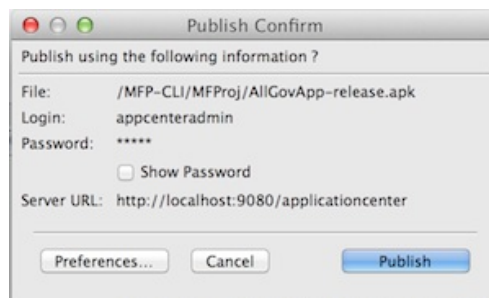 Publish Confirm
Publish using the following information ?
File: /MFP-CLI/MFProj/AllGovApp-release.apk
Login: appcenteradmin
Password: *****
Show Password
Server URL: http://localhost:9080/applicationcenter
Preferences... Cancel Publish